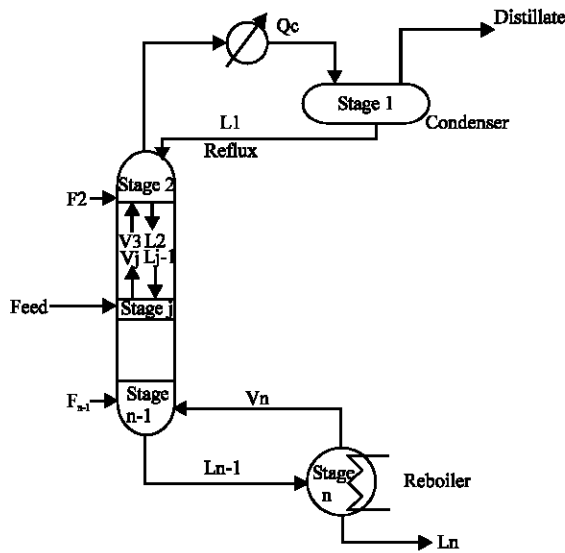 Distillate
Qc
Stage 1
L1
Condenser
Reflux
Stage 2
F2
V3 L2
Vj Lj-1
Feed
Stage j
Stage
n-1
Fn-1
Vn
Ln-1
Stage
n
Reboiler
Ln